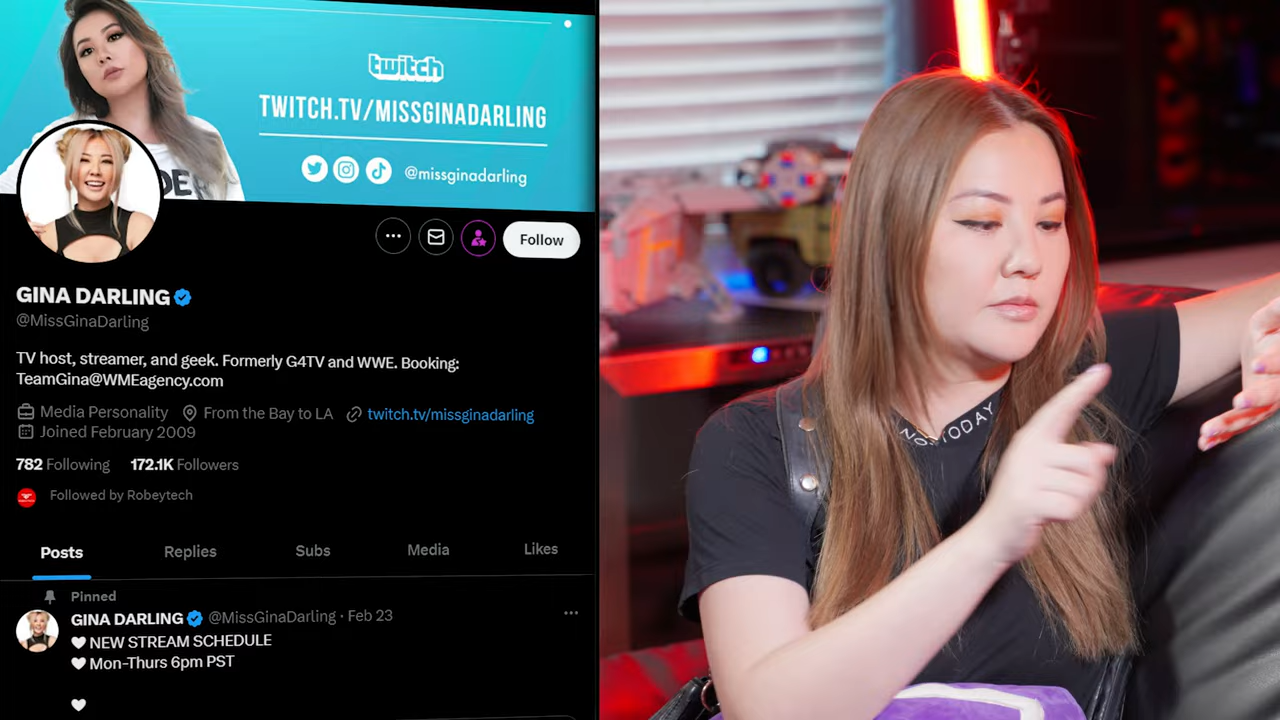 twitch
TWITCH.TV/MISSGINADARLING
@missginadarling
Follow
GINA DARLING
@MissGinaDarling
TV host, streamer, and geek. Formerly G4TV and WWE. Booking:
TeamGina@WMEagency.com
Media Personality From the Bay to LA twitch.tv/missginadarling
Joined February 2009
782 Following 172.1K Followers
Followed by Robeytech
Posts Replies Subs Media Likes
Pinned
GINA DARLING @MissGinaDarling · Feb 23
🤍 NEW STREAM SCHEDULE
🤍 Mon-Thurs 6pm PST
🤍
TODAY